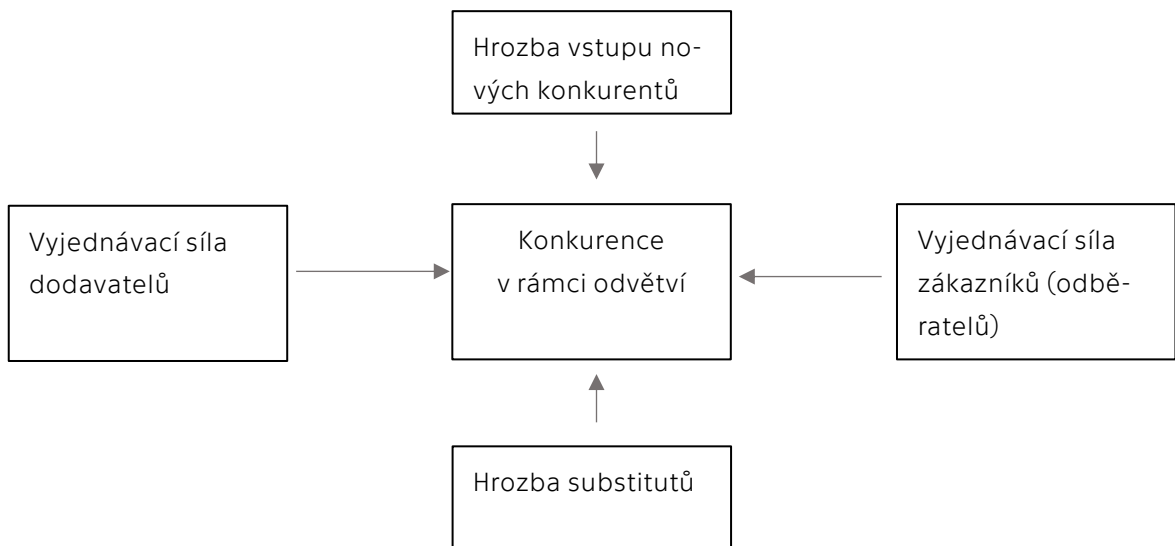 Hrozba vstupu no-
vých konkurentů
Vyjednávací síla
dodavatelů
Konkurence
v rámci odvětví
Vyjednávací síla
zákazníků (odbě-
ratelů)
Hrozba substitutů